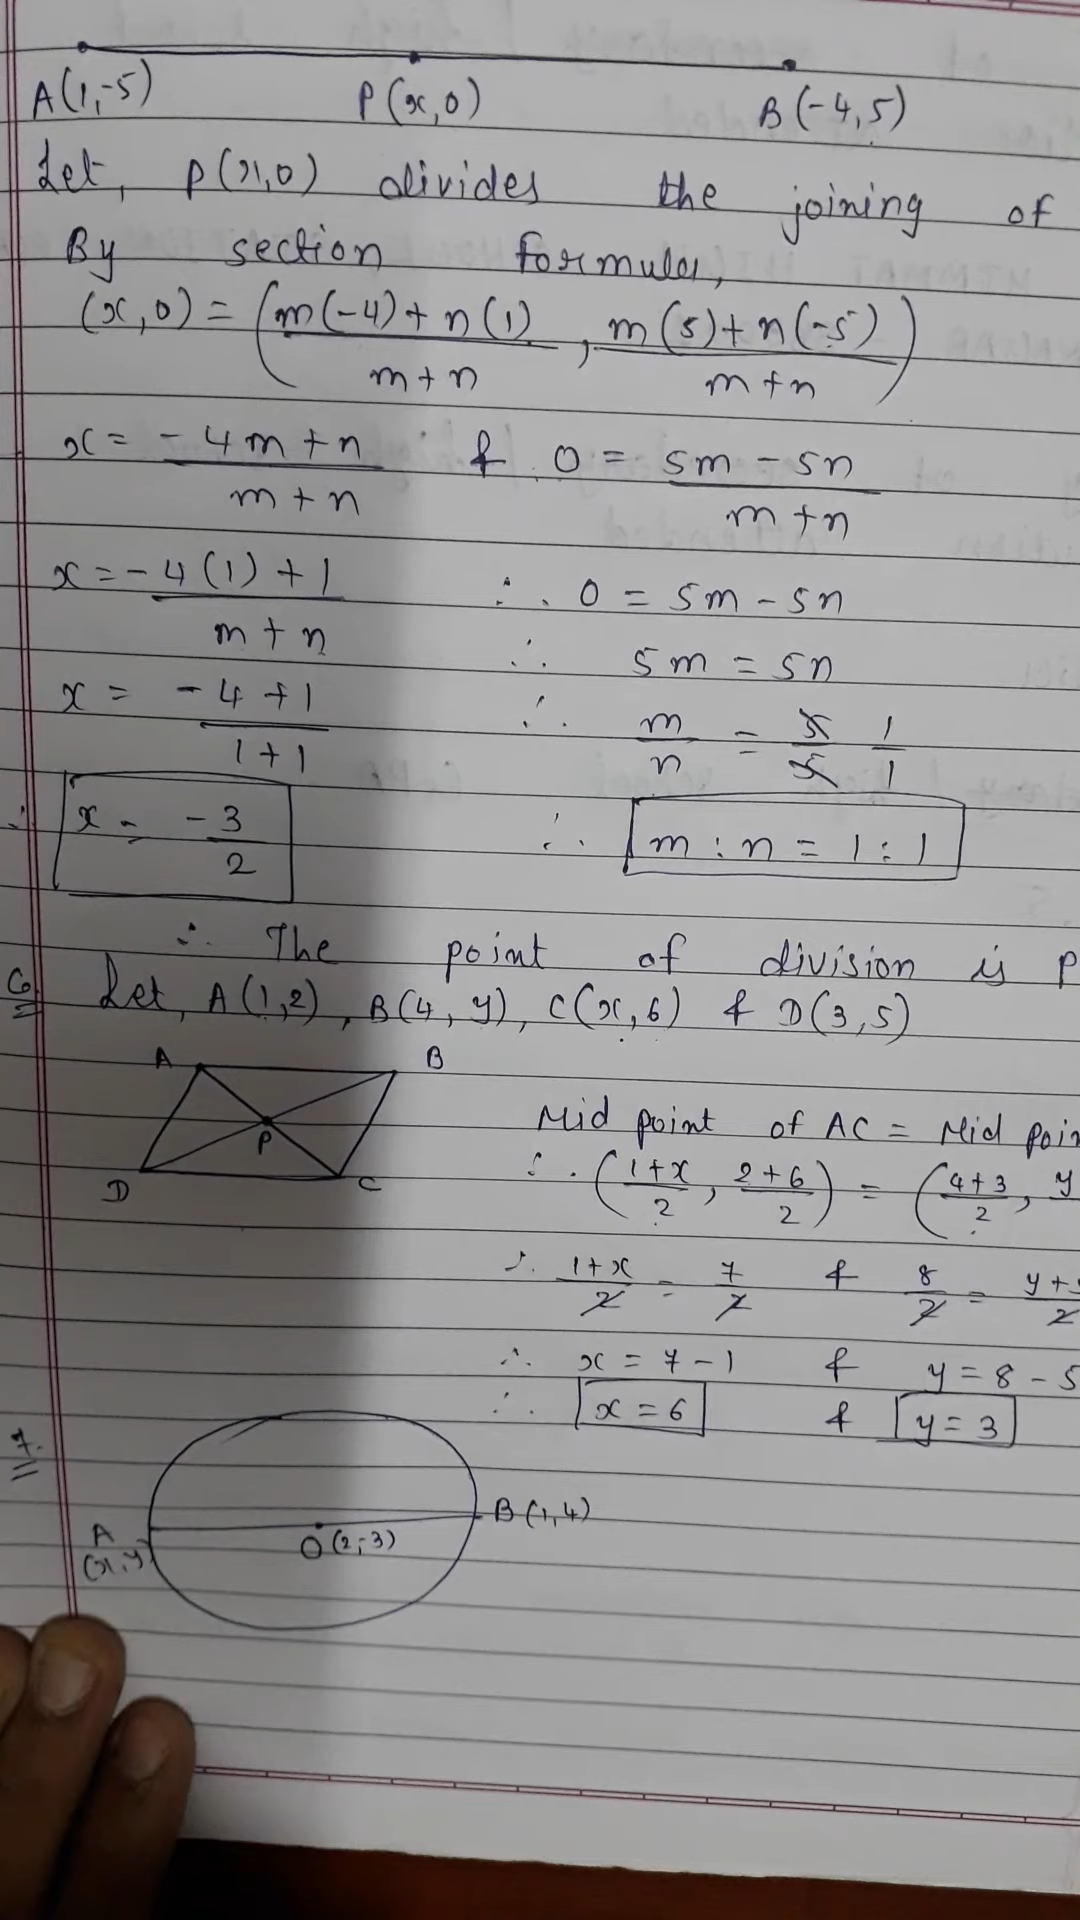 A(1,-5) P(x,0) B(-4,5)
Let, P(x,0) divides the joining of
By section formula,
(x,0) = (m(-4)+n(1)/m+n, m(5)+n(-5)/m+n)
x = -4m+n/m+n & 0 = 5m-5n/m+n
x = -4(1)+1/m+n ∴ 0 = 5m-5n
∴ 5m = 5n
x = -4+1/1+1 ∴ m/n = 5/5 1/1
∴ x = -3/2 ∴ m:n = 1:1
∴ The point of division is P
6. Let, A(1,2), B(4,y), C(x,6) & D(3,5)
A B
P
D C
Mid point of AC = Mid poin
∴ (1+x/2, 2+6/2) = (4+3/2, y
∴ 1+x/2 = 7/2 & 8/2 = y+5/2
∴ x = 7-1 & y = 8-5
∴ x = 6 & y = 3
7.
B(1,4)
A
(x,y)
O(2,-3)